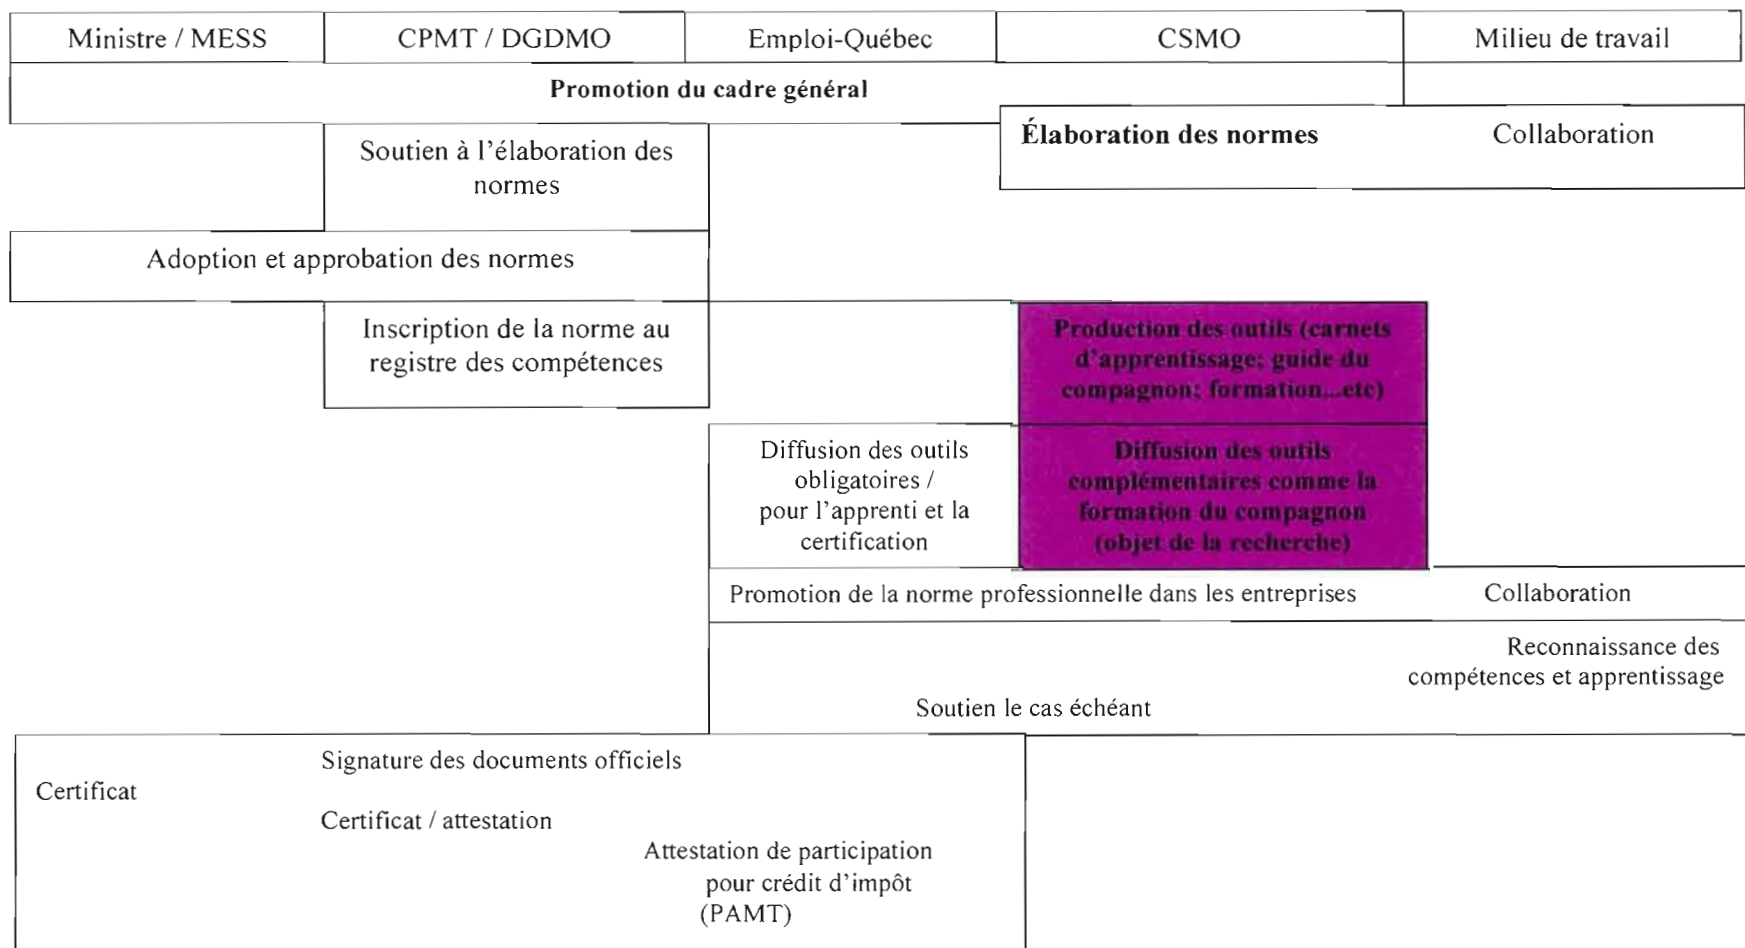 Ministre / MESS
CPMT / DGDMO
Emploi-Québec
CSMO
Milieu de travail
Promotion du cadre général
Élaboration des normes
Collaboration
Soutien à l'élaboration des
normes
Adoption et approbation des normes
Inscription de la norme au
registre des compétences
Production des outils (carnets
d'apprentissage; guide du
compagnon; formation...etc)
Diffusion des outils
obligatoires /
pour l'apprenti et la
certification
Diffusion des outils
complémentaires comme la
formation du compagnon
(objet de la recherche)
Promotion de la norme professionnelle dans les entreprises
Collaboration
Reconnaissance des
compétences et apprentissage
Soutien le cas échéant
Signature des documents officiels
Certificat
Certificat / attestation
Attestation de participation
pour crédit d'impôt
(PAMT)